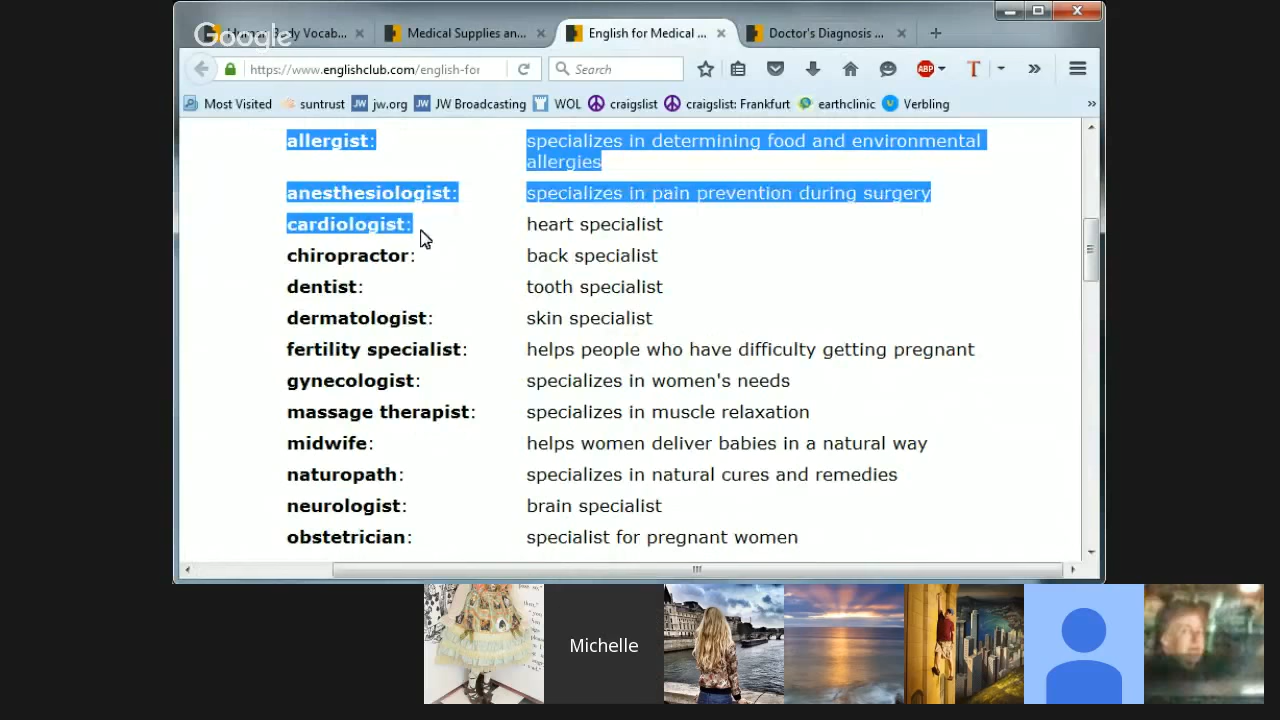 Google
Body Vocab...
Medical Supplies an...
English for Medical ...
Doctor's Diagnosis ...
https://www.englishclub.com/english-for
Search
ABP
T
Most Visited
suntrust
JW
jw.org
JW
JW Broadcasting
WOL
craigslist
craigslist: Frankfurt
earthclinic
Verbling
allergist: specializes in determining food and environmental
allergies
anesthesiologist: specializes in pain prevention during surgery
cardiologist: heart specialist
chiropractor: back specialist
dentist: tooth specialist
dermatologist: skin specialist
fertility specialist: helps people who have difficulty getting pregnant
gynecologist: specializes in women's needs
massage therapist: specializes in muscle relaxation
midwife: helps women deliver babies in a natural way
naturopath: specializes in natural cures and remedies
neurologist: brain specialist
obstetrician: specialist for pregnant women
Michelle